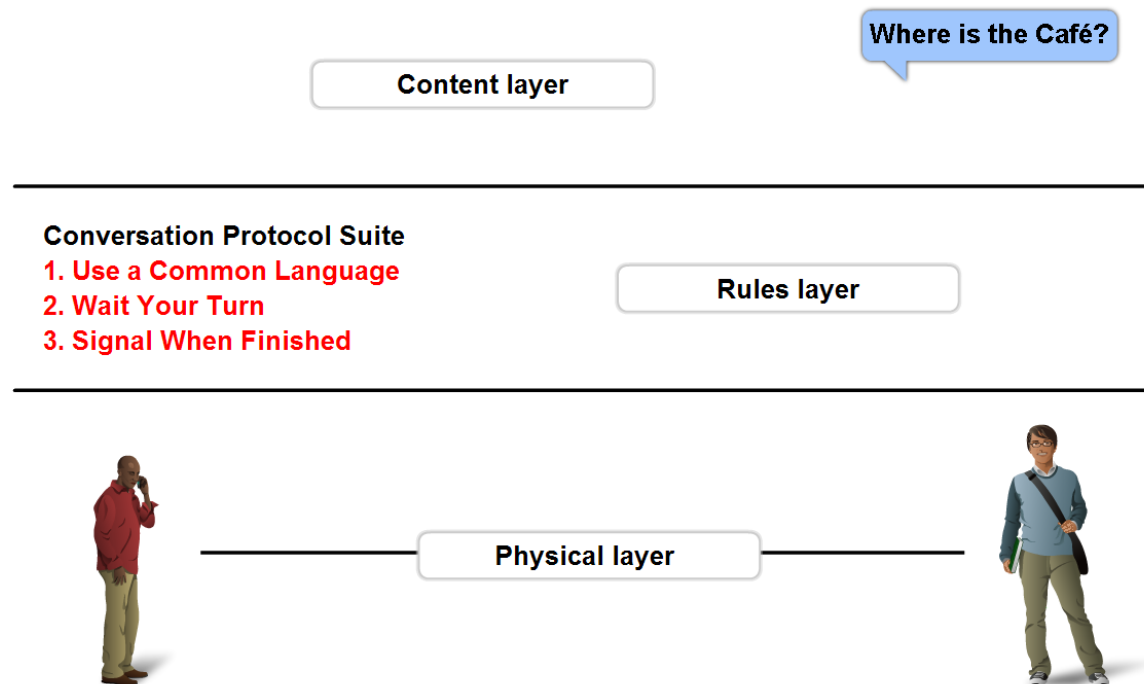 Where is the Café?
Content layer
Conversation Protocol Suite
1. Use a Common Language
2. Wait Your Turn
3. Signal When Finished
Rules layer
Physical layer